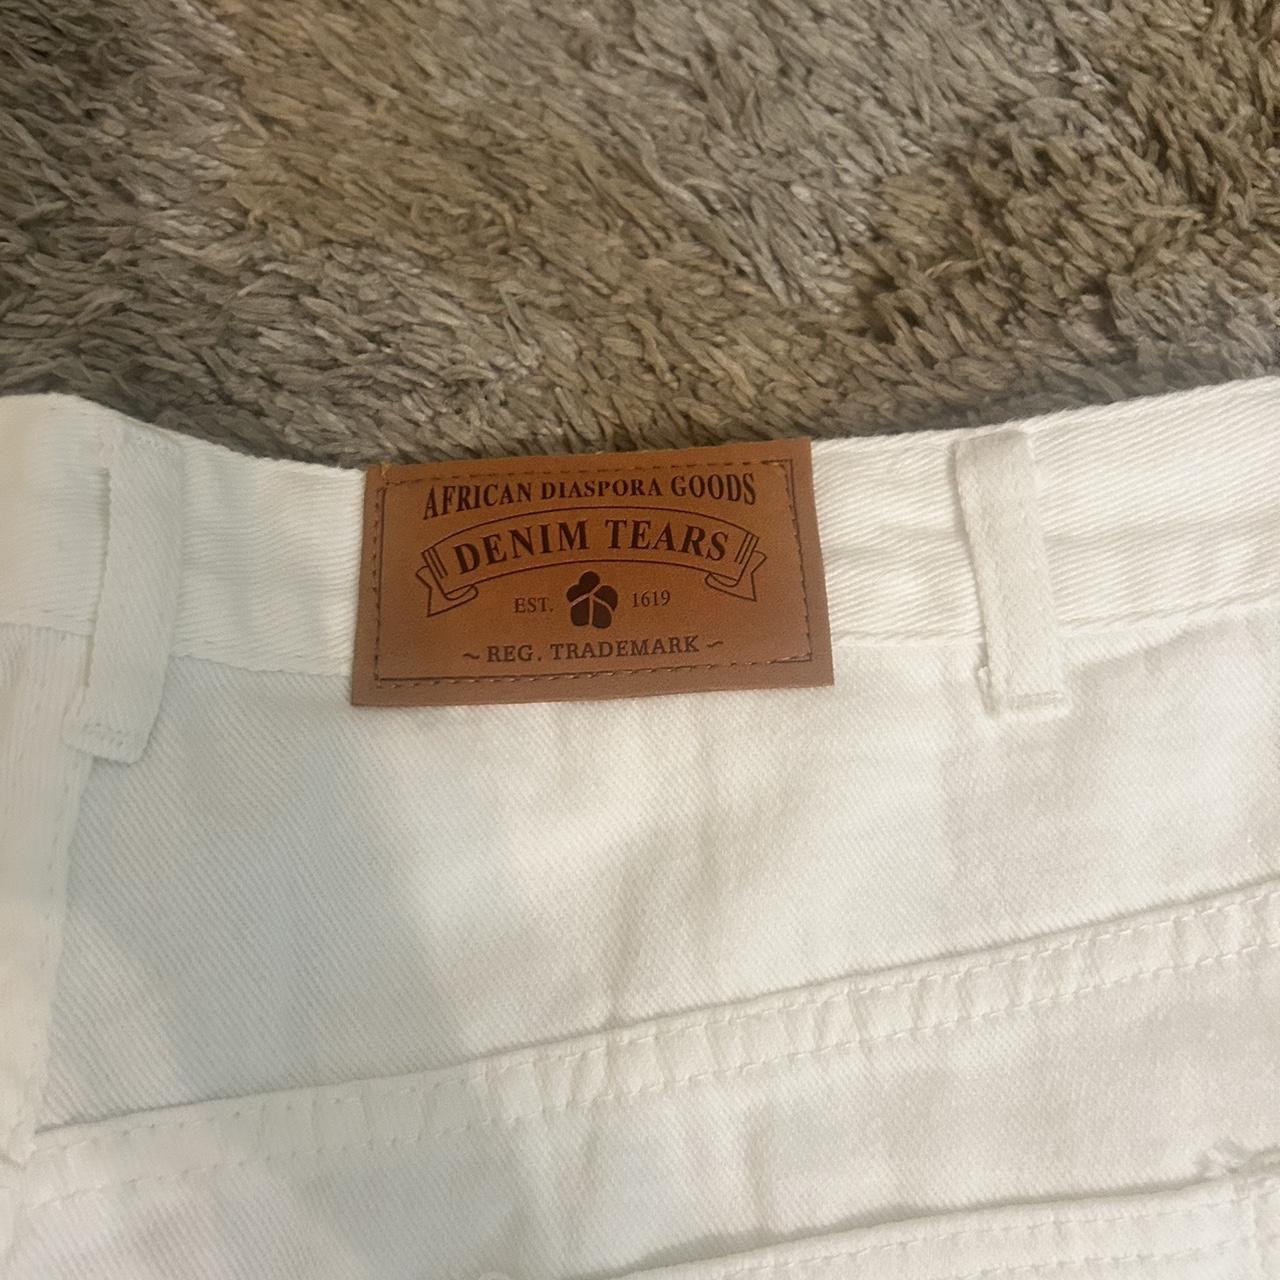 AFRICAN DIASPORA GOODS
DENIM TEARS
EST. 1619
~ REG. TRADEMARK ~